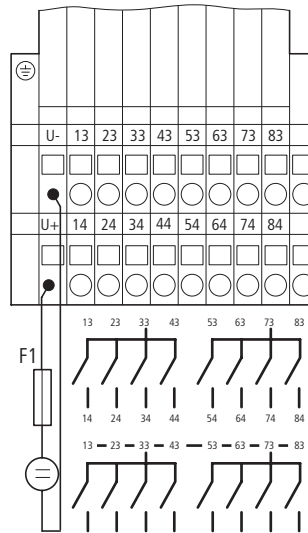 U- 13 23 33 43 53 63 73 83
U+ 14 24 34 44 54 64 74 84
13 23 33 43 53 63 73 83
F1
14 24 34 44 54 64 74 84
13 23 33 43 53 63 73 83